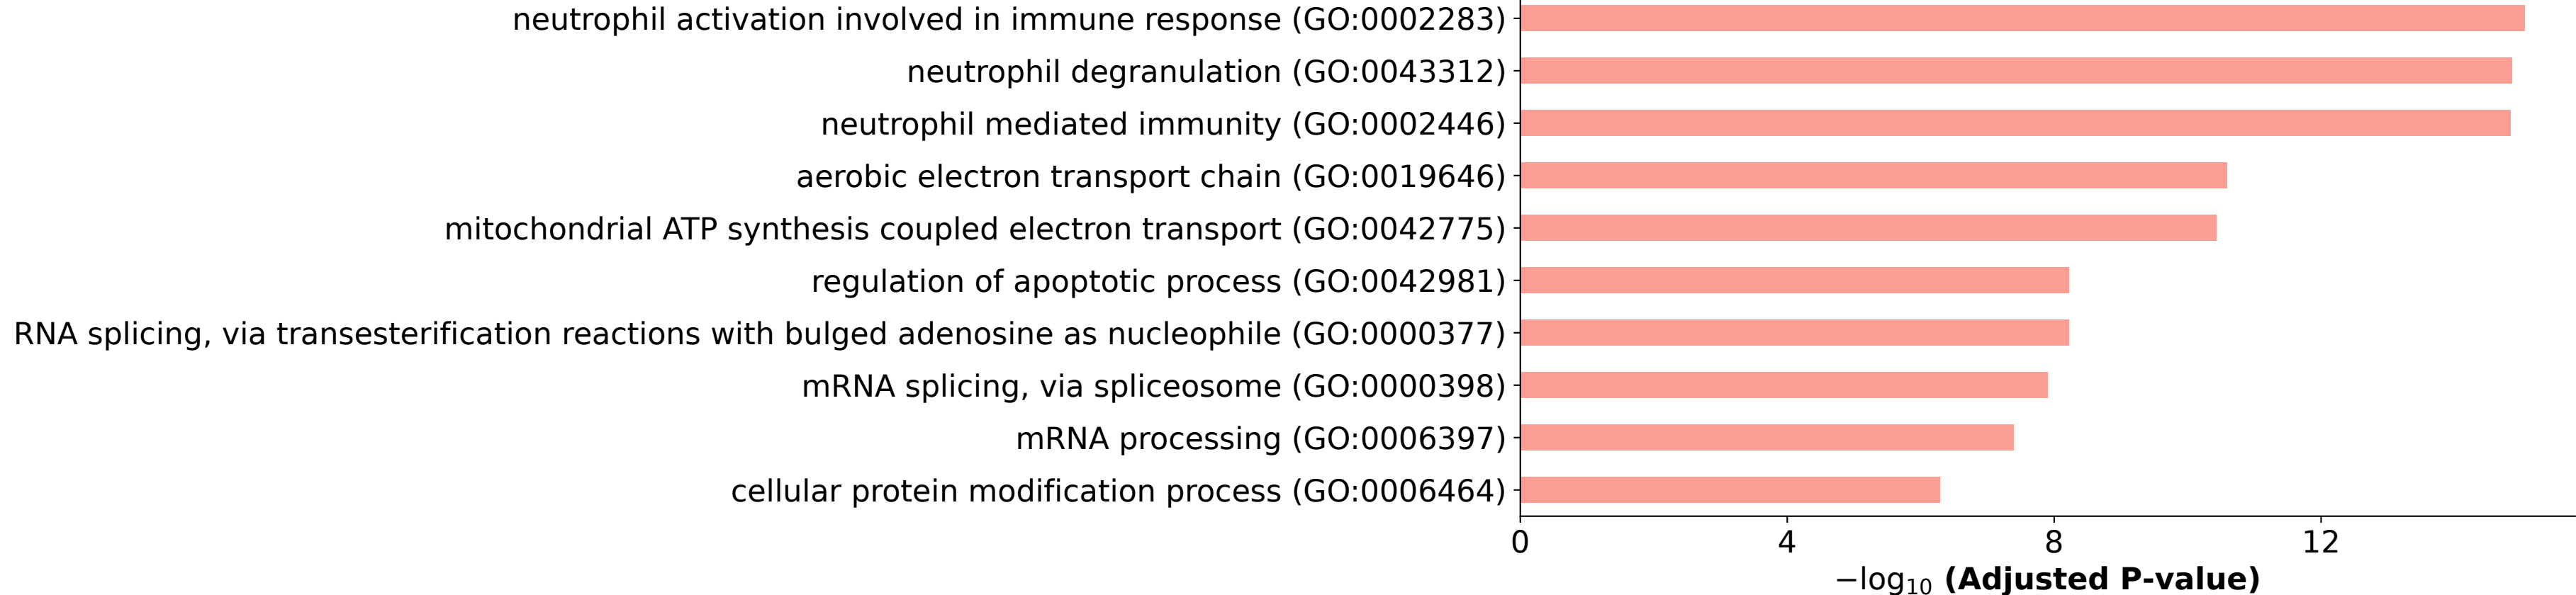 neutrophil activation involved in immune response (GO:0002283)
neutrophil degranulation (GO:0043312)
neutrophil mediated immunity (GO:0002446)
aerobic electron transport chain (GO:0019646)
mitochondrial ATP synthesis coupled electron transport (GO:0042775)
regulation of apoptotic process (GO:0042981)
RNA splicing, via transesterification reactions with bulged adenosine as nucleophile (GO:0000377)
mRNA splicing, via spliceosome (GO:0000398)
mRNA processing (GO:0006397)
cellular protein modification process (GO:0006464)
0 4 8 12
−log₁₀ (Adjusted P-value)